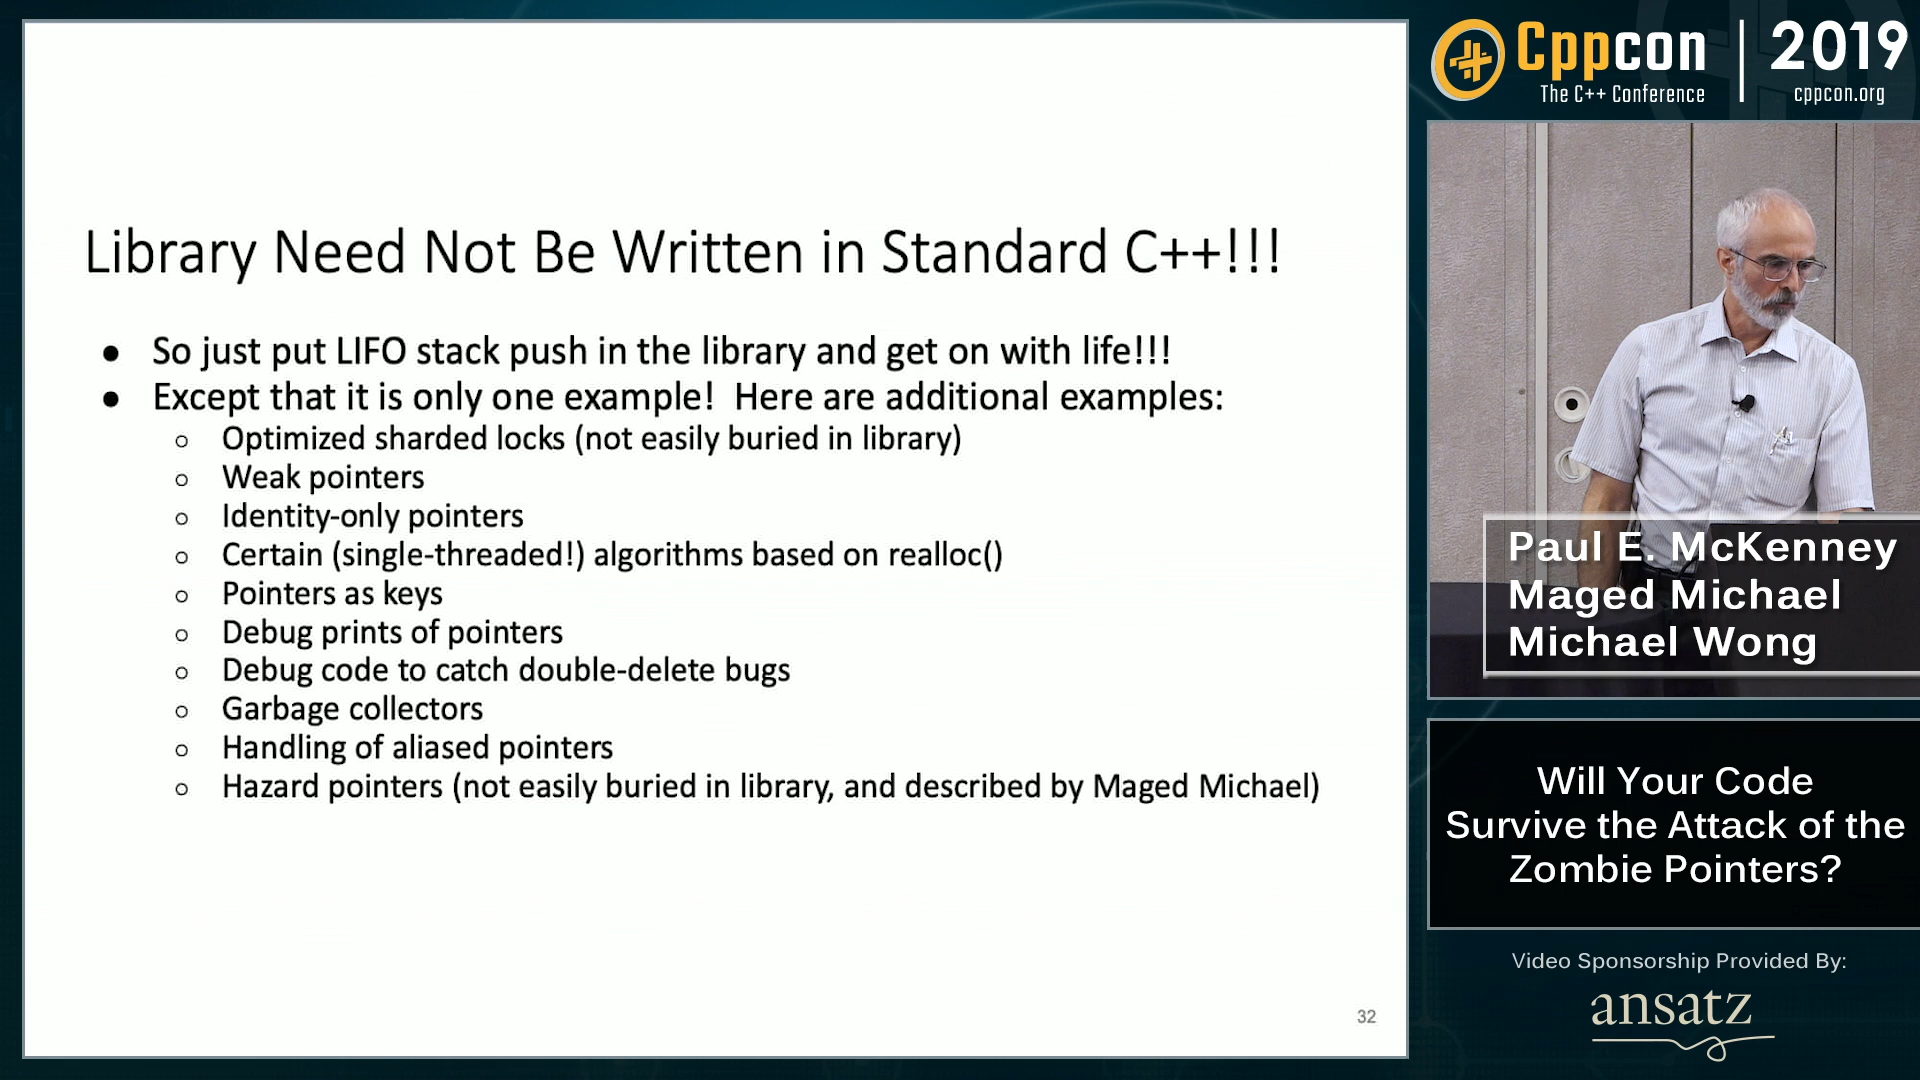 Library Need Not Be Written in Standard C++!!!
● So just put LIFO stack push in the library and get on with life!!!
● Except that it is only one example! Here are additional examples:
○ Optimized sharded locks (not easily buried in library)
○ Weak pointers
○ Identity-only pointers
○ Certain (single-threaded!) algorithms based on realloc()
○ Pointers as keys
○ Debug prints of pointers
○ Debug code to catch double-delete bugs
○ Garbage collectors
○ Handling of aliased pointers
○ Hazard pointers (not easily buried in library, and described by Maged Michael)
32
Cppcon
The C++ Conference
2019
cppcon.org
Paul E. McKenney
Maged Michael
Michael Wong
Will Your Code
Survive the Attack of the
Zombie Pointers?
Video Sponsorship Provided By:
ansatz